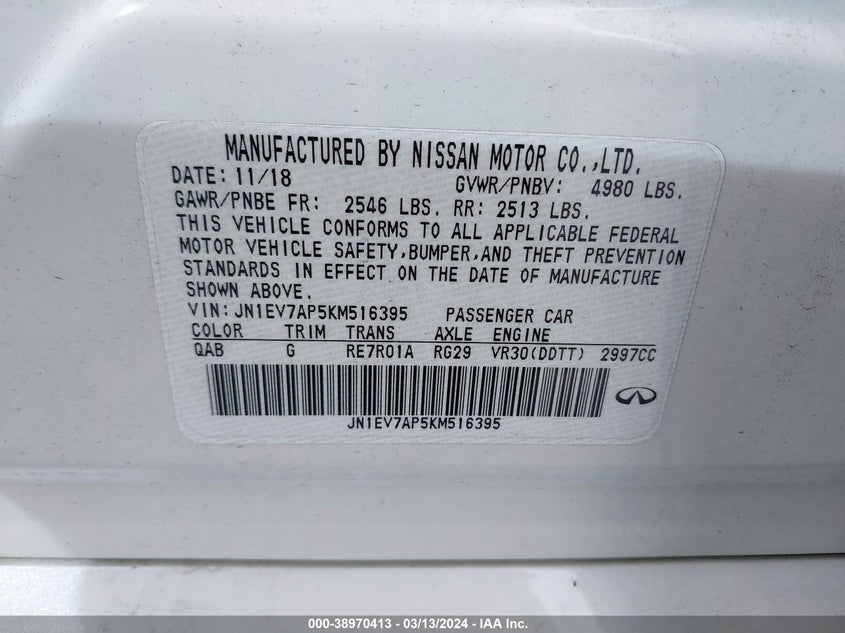 MANUFACTURED BY NISSAN MOTOR CO.,LTD.
DATE: 11/18 GVWR/PNBV: 4980 LBS.
GAWR/PNBE FR: 2546 LBS. RR: 2513 LBS.
THIS VEHICLE CONFORMS TO ALL APPLICABLE FEDERAL
MOTOR VEHICLE SAFETY,BUMPER,AND THEFT PREVENTION
STANDARDS IN EFFECT ON THE DATE OF MANUFACTURE
SHOWN ABOVE.
VIN:JN1EV7AP5KM516395 PASSENGER CAR
COLOR TRIM TRANS AXLE ENGINE
QAB G RE7R01A RG29 VR30(DDTT) 2997CC
JN1EV7AP5KM516395
000-38970413 - 03/13/2024 - IAA Inc.